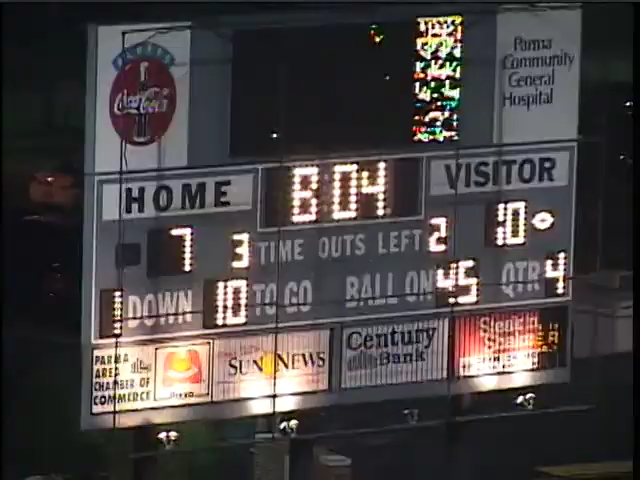 Always
Coca-Cola
Parma
Community
General
Hospital
HOME 8:04 VISITOR
7 3 TIME OUTS LEFT 2 10
1 DOWN 10 TO GO BALL ON 45 QTR 4
PARMA
AREA
CHAMBER OF
COMMERCE
SUN NEWS
Century
Bank